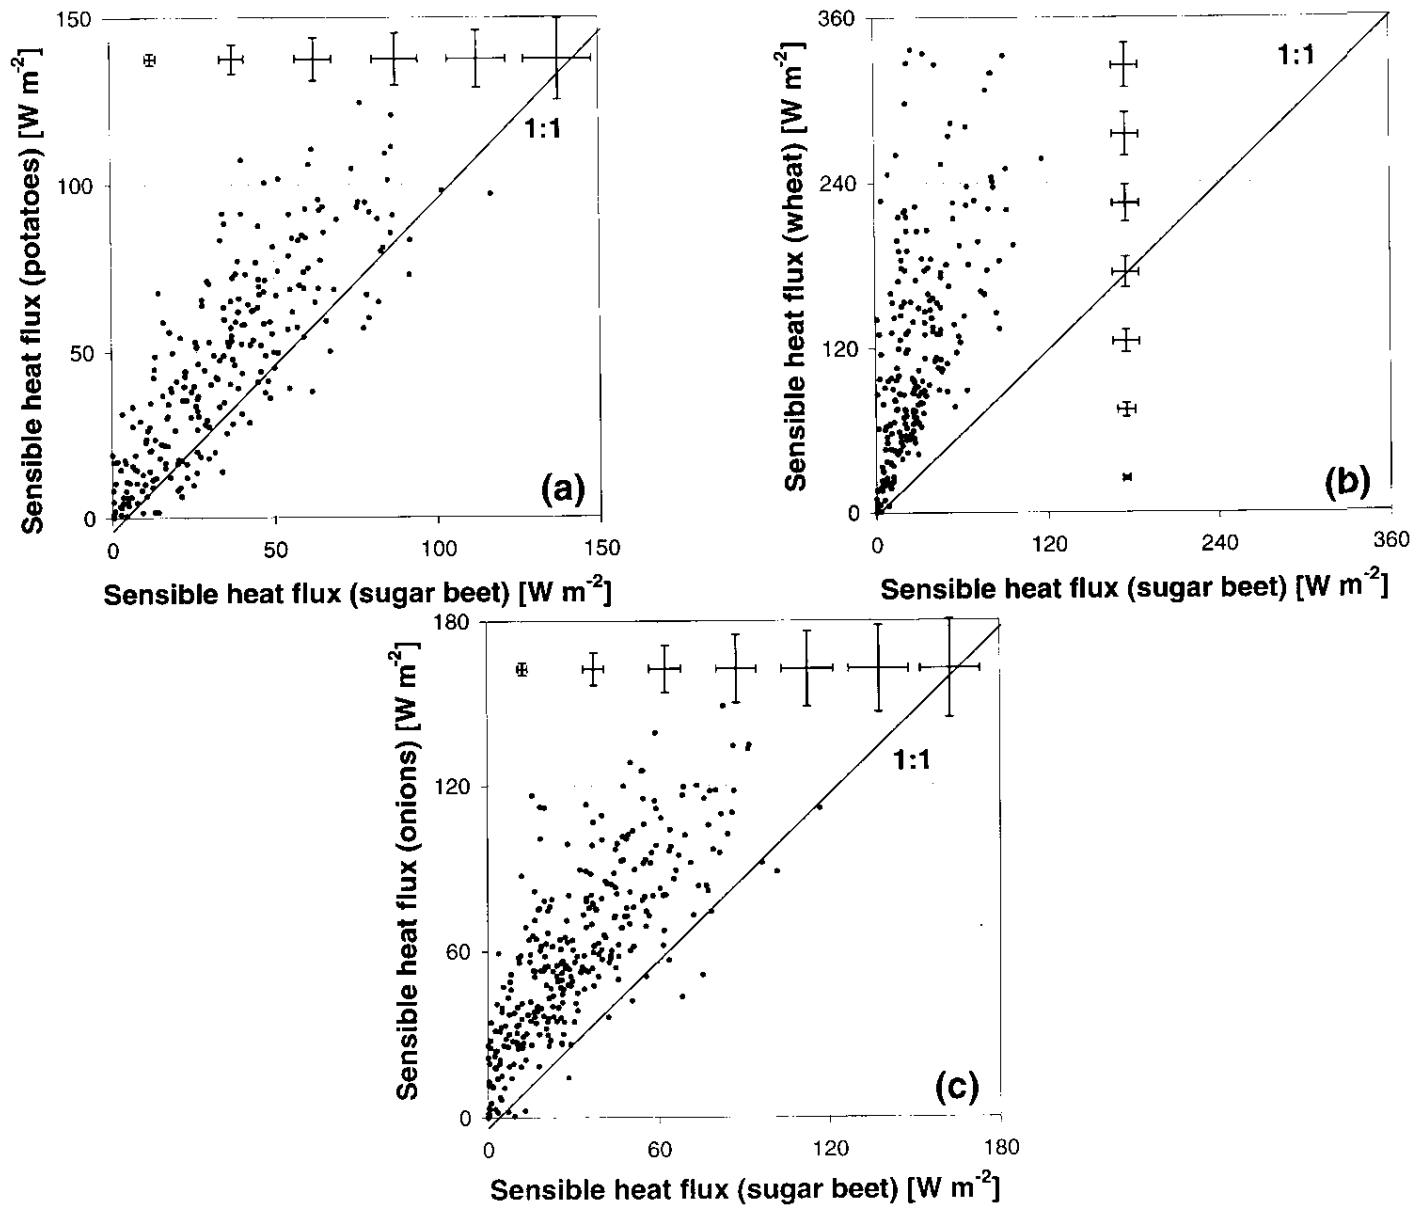 Sensible heat flux (potatoes) [W m-2]
150
100
50
0
1:1
(a)
0 50 100 150
Sensible heat flux (sugar beet) [W m-2]
Sensible heat flux (wheat) [W m-2]
360
240
120
0
1:1
(b)
0 120 240 360
Sensible heat flux (sugar beet) [W m-2]
Sensible heat flux (onions) [W m-2]
180
120
60
0
1:1
(c)
0 60 120 180
Sensible heat flux (sugar beet) [W m-2]